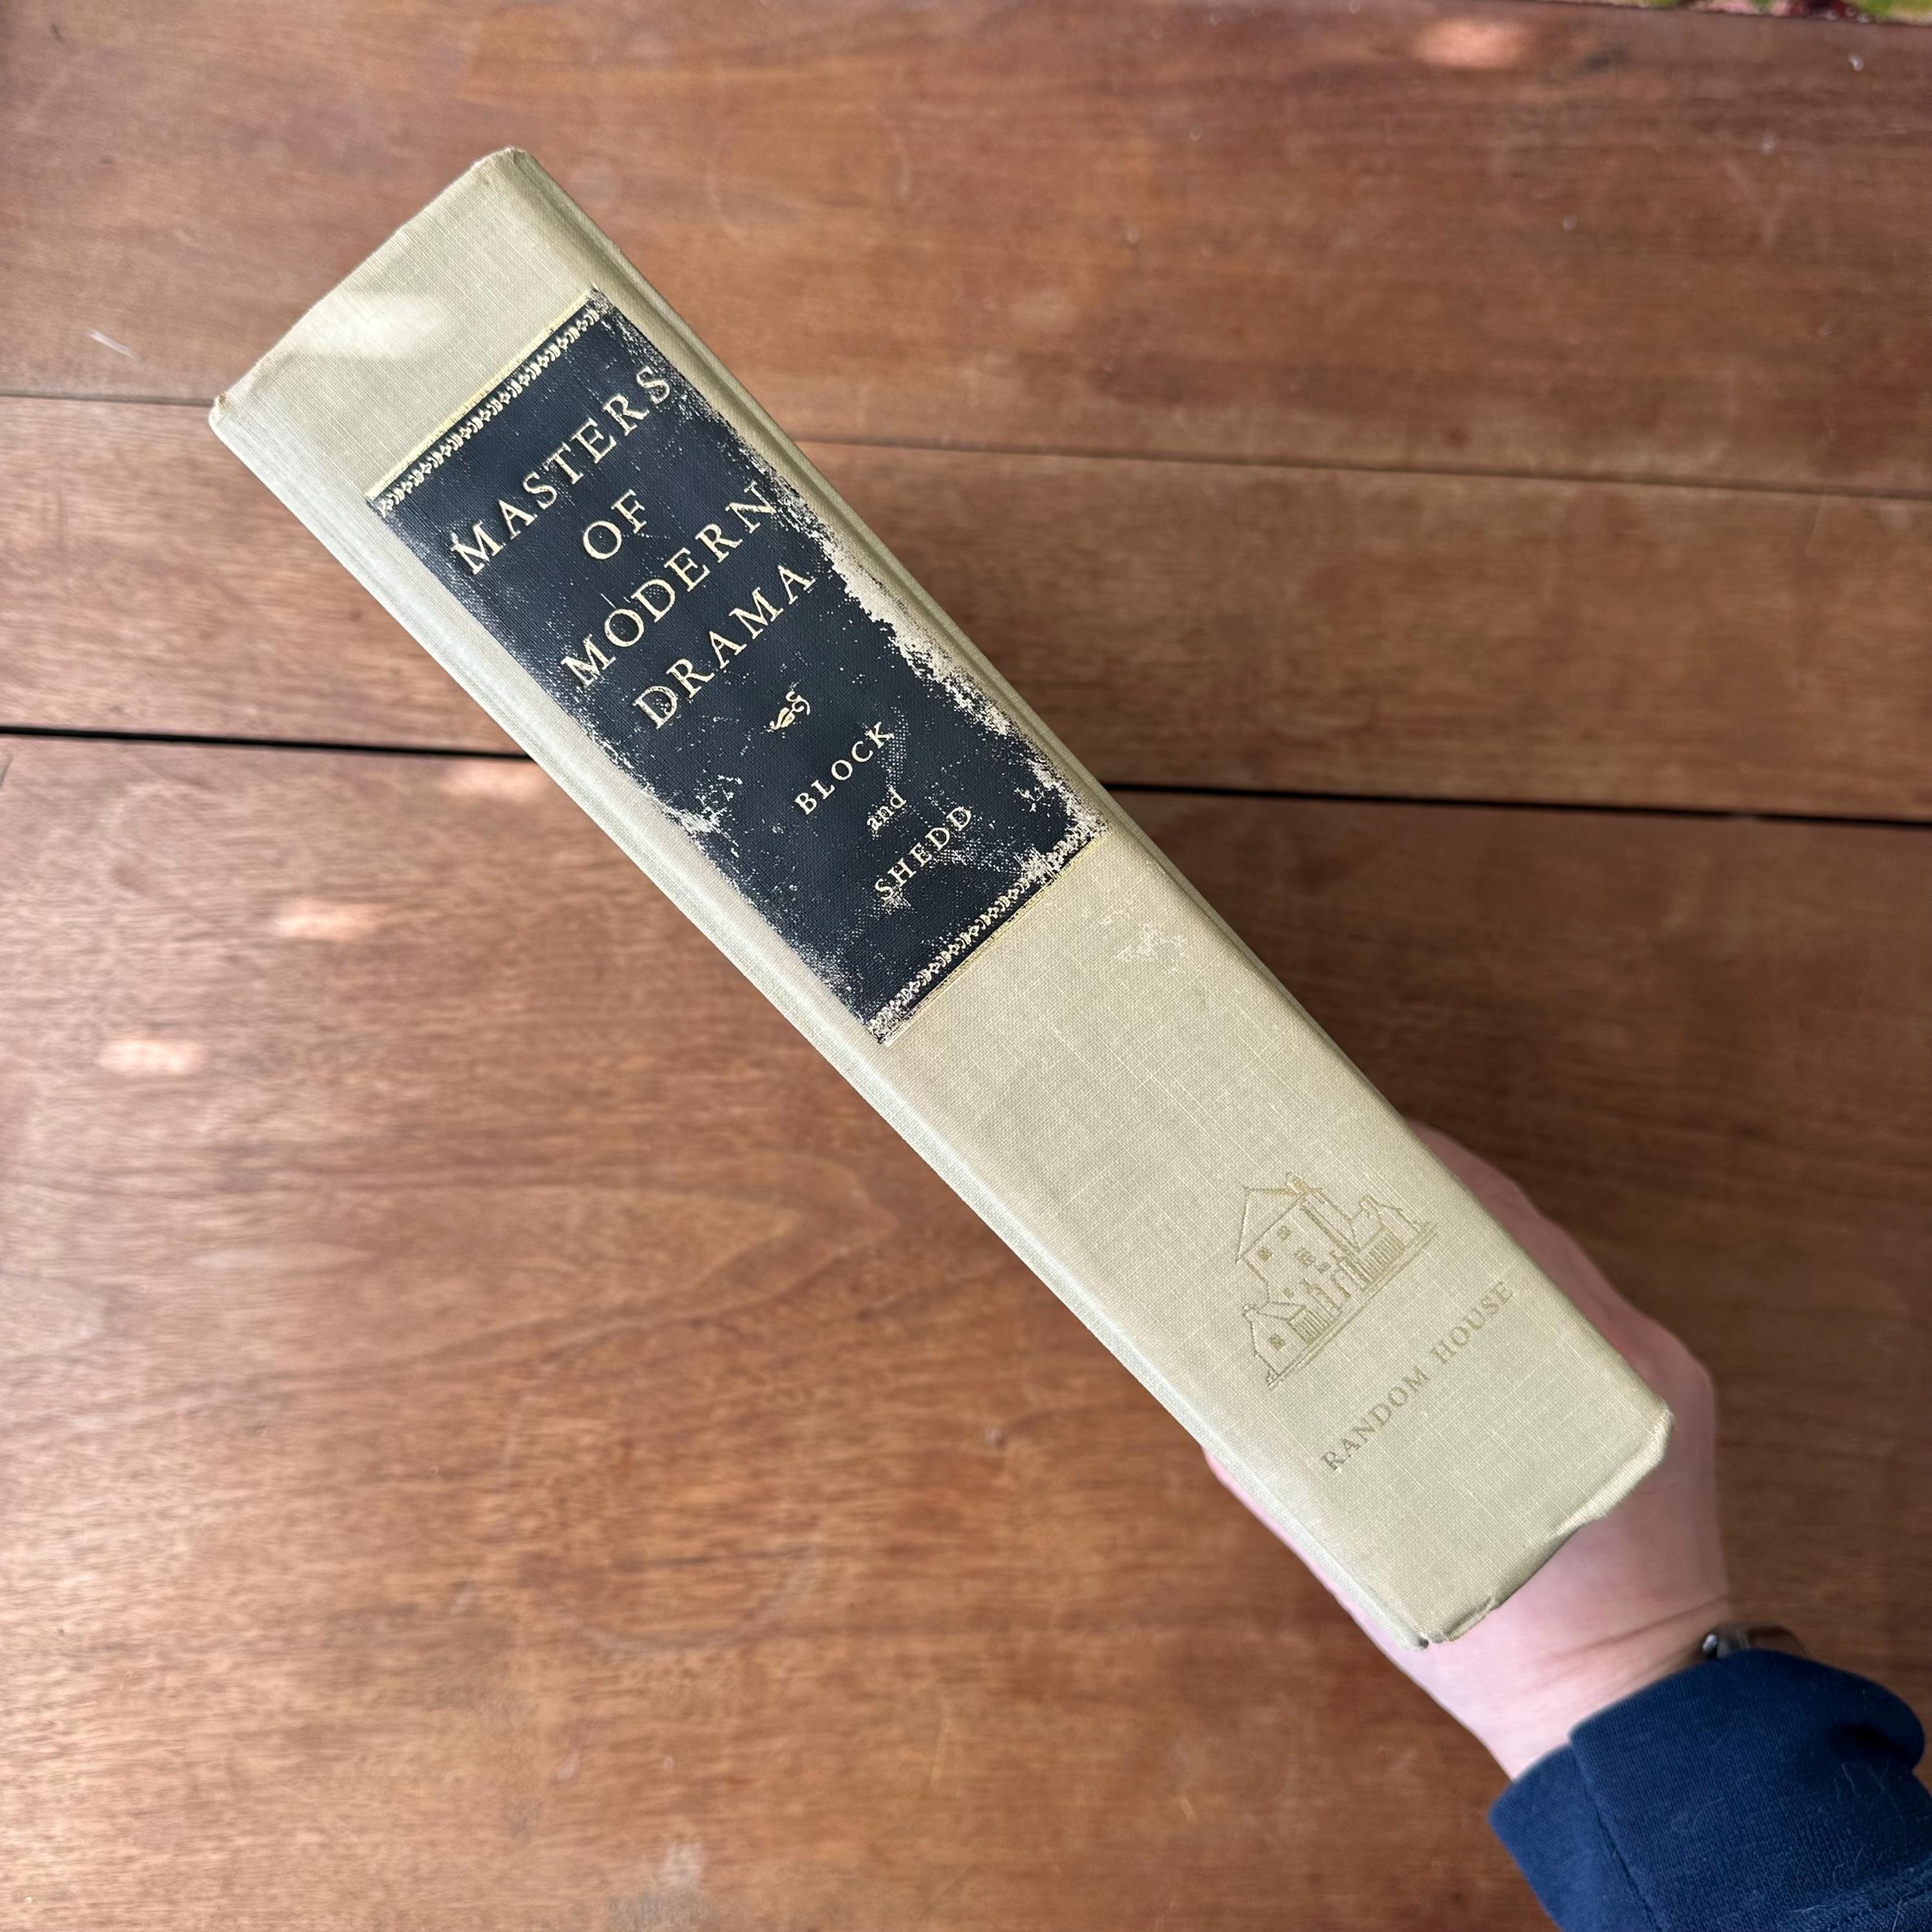 MASTERS
OF
MODERN
DRAMA
BLOCK
and
SHEDD
RANDOM HOUSE